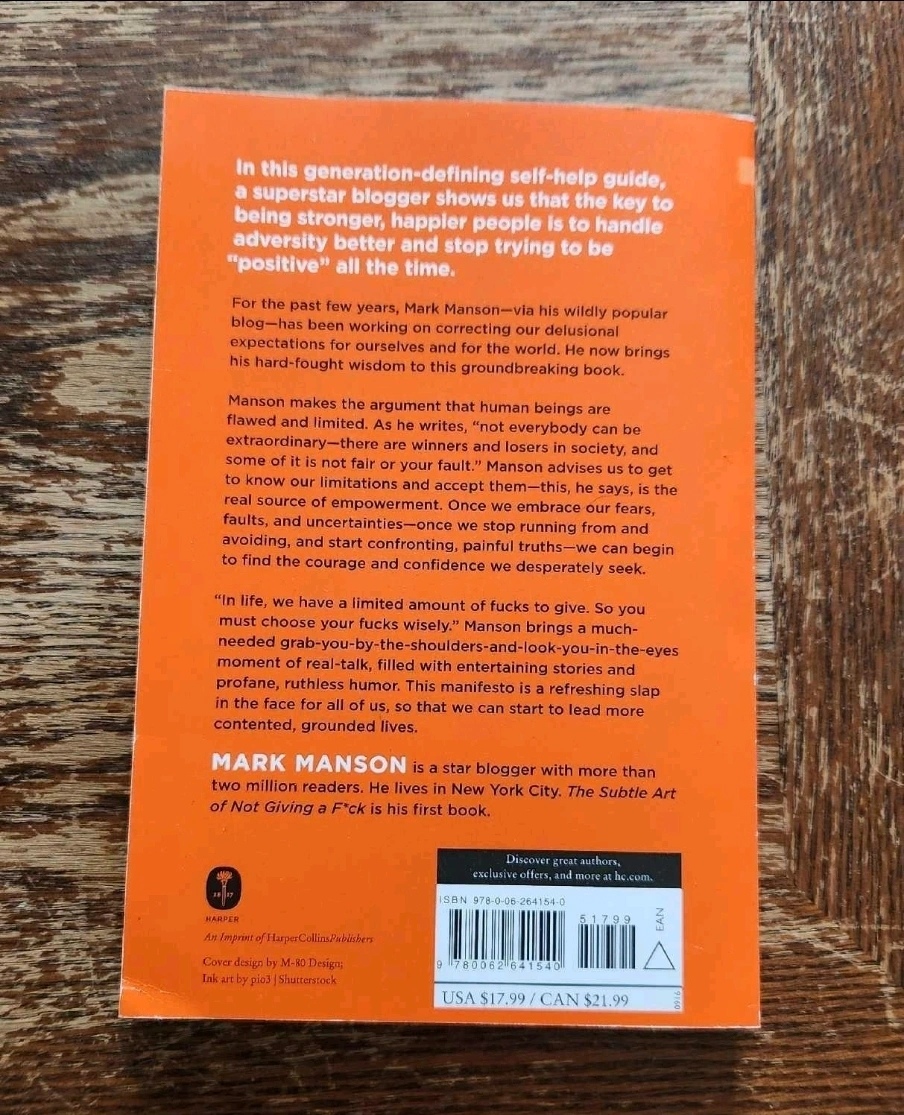 In this generation-defining self-help guide,
a superstar blogger shows us that the key to
being stronger, happier people is to handle
adversity better and stop trying to be
“positive” all the time.
For the past few years, Mark Manson—via his wildly popular
blog—has been working on correcting our delusional
expectations for ourselves and for the world. He now brings
his hard-fought wisdom to this groundbreaking book.
Manson makes the argument that human beings are
flawed and limited. As he writes, “not everybody can be
extraordinary—there are winners and losers in society, and
some of it is not fair or your fault.” Manson advises us to get
to know our limitations and accept them—this, he says, is the
real source of empowerment. Once we embrace our fears,
faults, and uncertainties—once we stop running from and
avoiding, and start confronting, painful truths—we can begin
to find the courage and confidence we desperately seek.
“In life, we have a limited amount of fucks to give. So you
must choose your fucks wisely.” Manson brings a much-
needed grab-you-by-the-shoulders-and-look-you-in-the-eyes
moment of real-talk, filled with entertaining stories and
profane, ruthless humor. This manifesto is a refreshing slap
in the face for all of us, so that we can start to lead more
contented, grounded lives.
MARK MANSON is a star blogger with more than
two million readers. He lives in New York City. The Subtle Art
of Not Giving a F*ck is his first book.
Discover great authors,
exclusive offers, and more at hc.com.
ISBN 978-0-06-264154-0
51799
EAN
9 780062 641540
USA $17.99 / CAN $21.99
0916
1817
HARPER
An Imprint of HarperCollinsPublishers
Cover design by M-80 Design;
Ink art by pio3 | Shutterstock